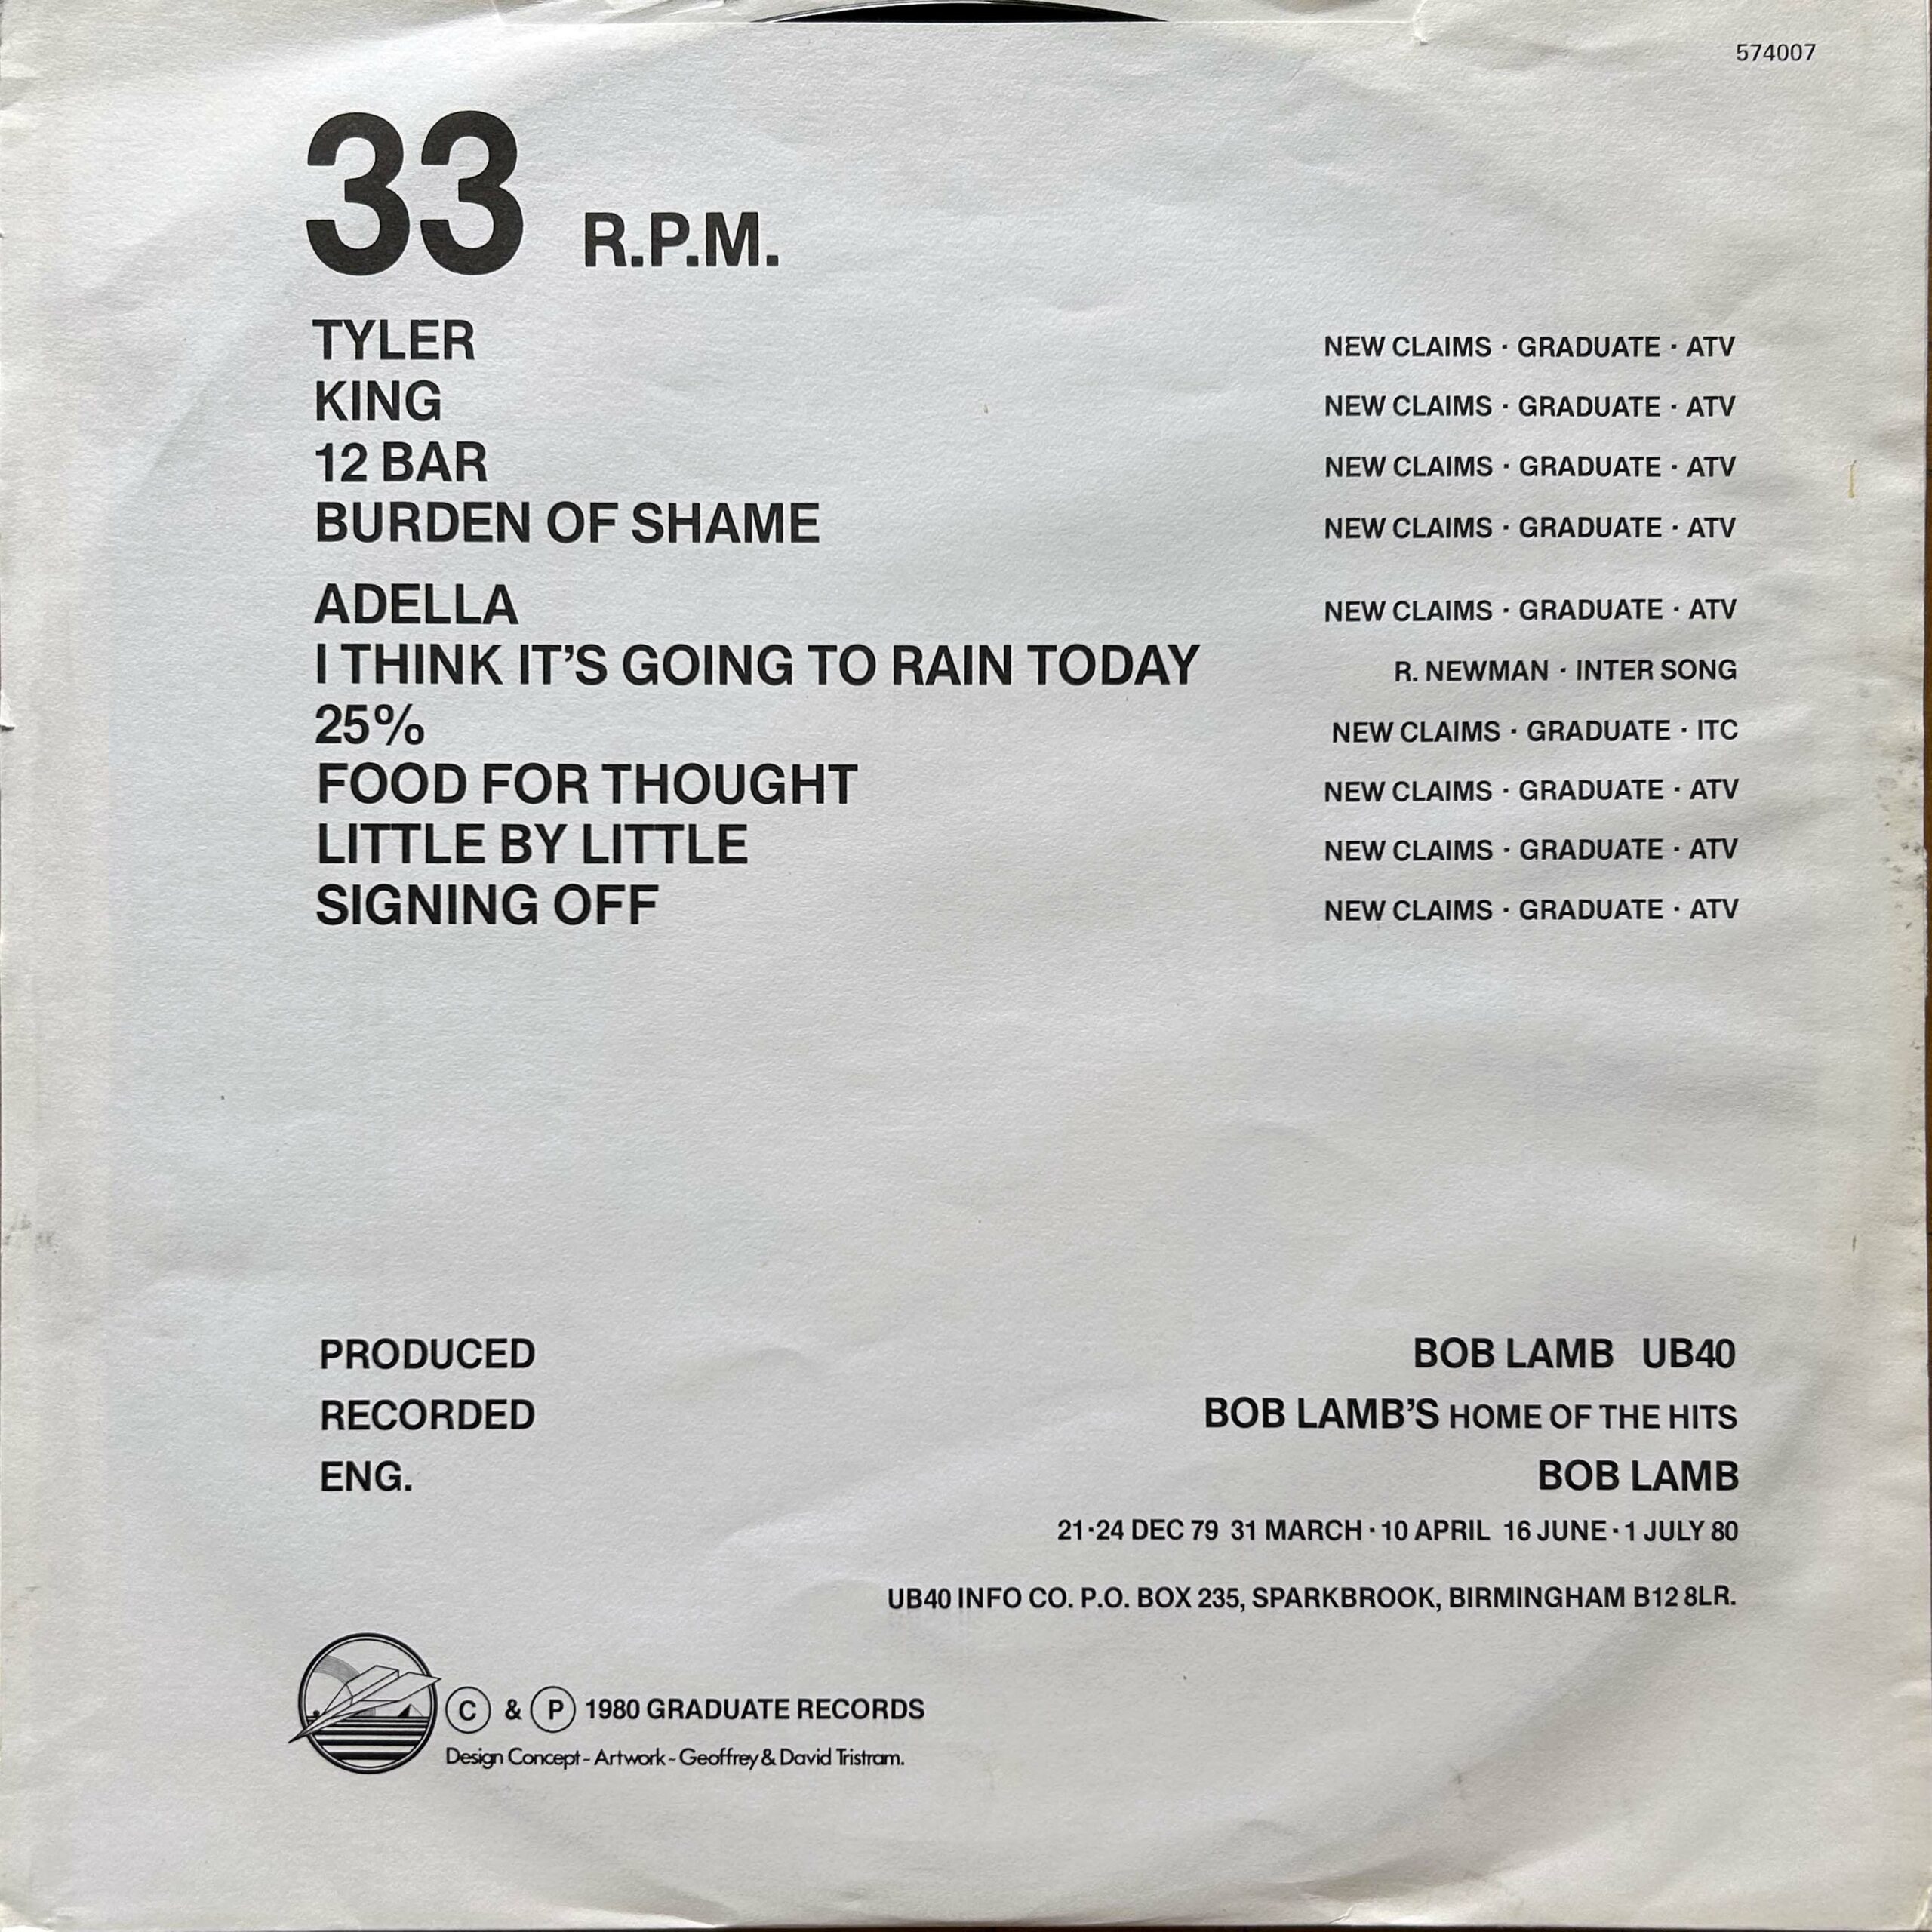 574007
33 R.P.M.
TYLER NEW CLAIMS · GRADUATE · ATV
KING NEW CLAIMS · GRADUATE · ATV
12 BAR NEW CLAIMS · GRADUATE · ATV
BURDEN OF SHAME NEW CLAIMS · GRADUATE · ATV
ADELLA NEW CLAIMS · GRADUATE · ATV
I THINK IT'S GOING TO RAIN TODAY R. NEWMAN · INTER SONG
25% NEW CLAIMS · GRADUATE · ITC
FOOD FOR THOUGHT NEW CLAIMS · GRADUATE · ATV
LITTLE BY LITTLE NEW CLAIMS · GRADUATE · ATV
SIGNING OFF NEW CLAIMS · GRADUATE · ATV
PRODUCED BOB LAMB UB40
RECORDED BOB LAMB'S HOME OF THE HITS
ENG. BOB LAMB
21·24 DEC 79 31 MARCH · 10 APRIL 16 JUNE · 1 JULY 80
UB40 INFO CO. P.O. BOX 235, SPARKBROOK, BIRMINGHAM B12 8LR.
Ⓒ & Ⓟ 1980 GRADUATE RECORDS
Design Concept - Artwork - Geoffrey & David Tristram.